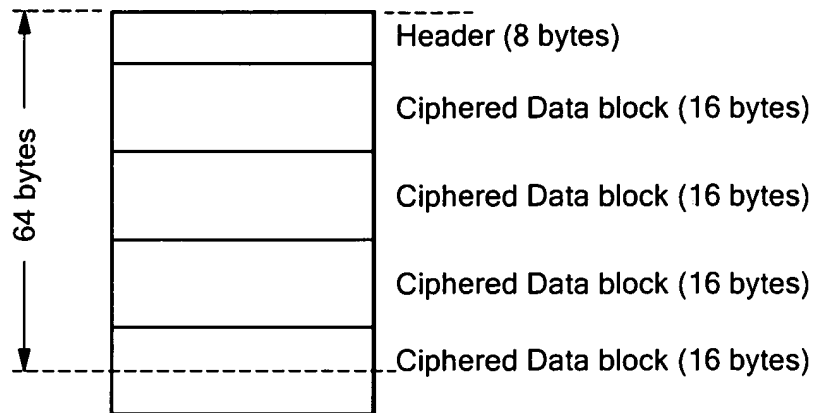 Header (8 bytes)
Ciphered Data block (16 bytes)
Ciphered Data block (16 bytes)
Ciphered Data block (16 bytes)
Ciphered Data block (16 bytes)
64 bytes